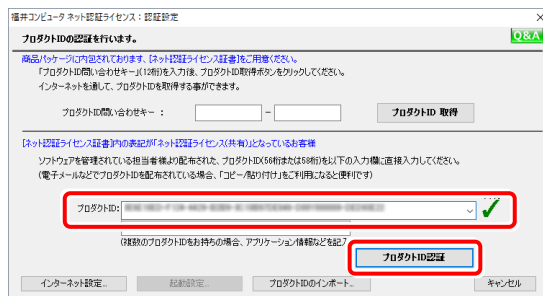 福井コンピュータ ネット認証ライセンス：認証設定
プロダクトIDの認証を行います。
Q&A
商品パッケージに内包されております、[ネット認証ライセンス証書]をご用意ください。
「プロダクトID問い合わせキー」(12桁)を入力後、プロダクトID取得ボタンをクリックしてください。
インターネットを通して、プロダクトIDを取得する事ができます。
プロダクトID問い合わせキー：
-
プロダクトID 取得
[ネット認証ライセンス証書]内の表記が「ネット認証ライセンス(共有)」となっているお客様
ソフトウェアを管理されている担当者様より配布された、プロダクトID(56桁または58桁)を以下の入力欄に直接入力してください。
(電子メールなどでプロダクトIDを配布されている場合、「コピー/貼り付け」をご利用になると便利です)
プロダクトID：
(複数のプロダクトIDをお持ちの場合、アプリケーション情報などを記入
プロダクトID認証
インターネット設定...
起動設定...
プロダクトIDのインポート...
キャンセル